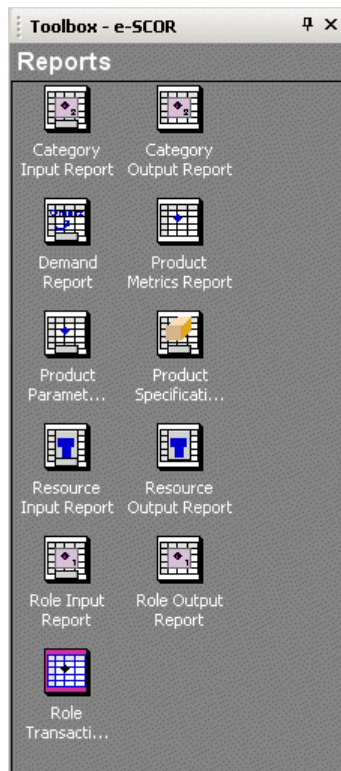 Toolbox - e-SCOR
Reports
Category
Input Report
Category
Output Report
Demand
Report
Product
Metrics Report
Product
Paramet...
Product
Specificati...
Resource
Input Report
Resource
Output Report
Role Input
Report
Role Output
Report
Role
Transacti...